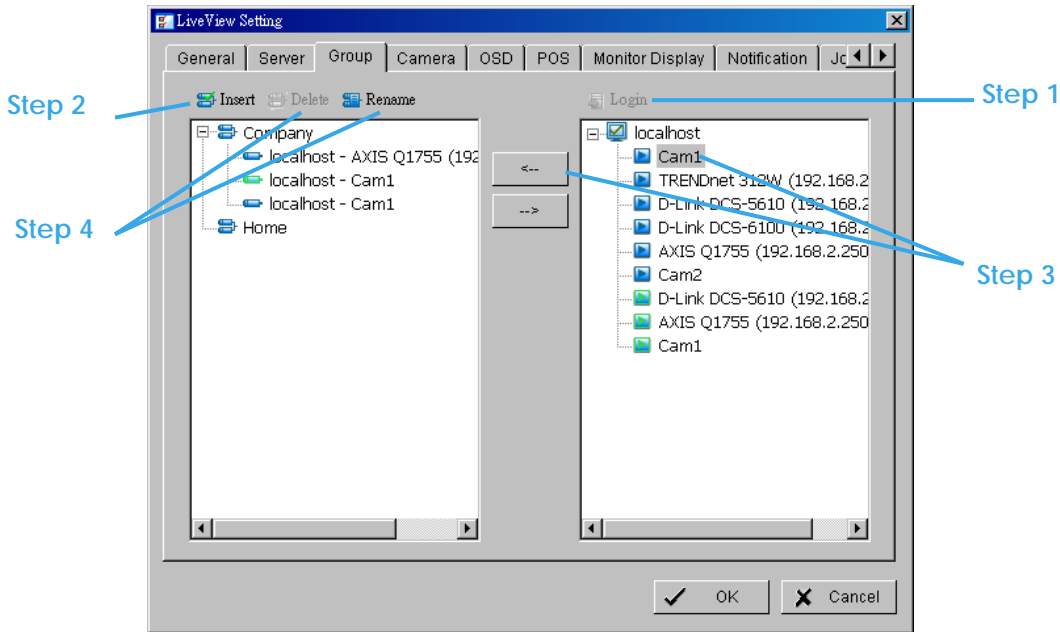 LiveView Setting
General Server Group Camera OSD POS Monitor Display Notification Jo
Step 2
Insert Delete Rename
Login
Step 1
Company
localhost - AXIS Q1755 (192
localhost - Cam1
localhost - Cam1
Home
Step 4
<--
-->
localhost
Cam1
TRENDnet 312W (192.168.2
D-Link DCS-5610 (192.168.2
D-Link DCS-6100 (192.168.2
AXIS Q1755 (192.168.2.250
Cam2
D-Link DCS-5610 (192.168.2
AXIS Q1755 (192.168.2.250
Cam1
Step 3
OK Cancel